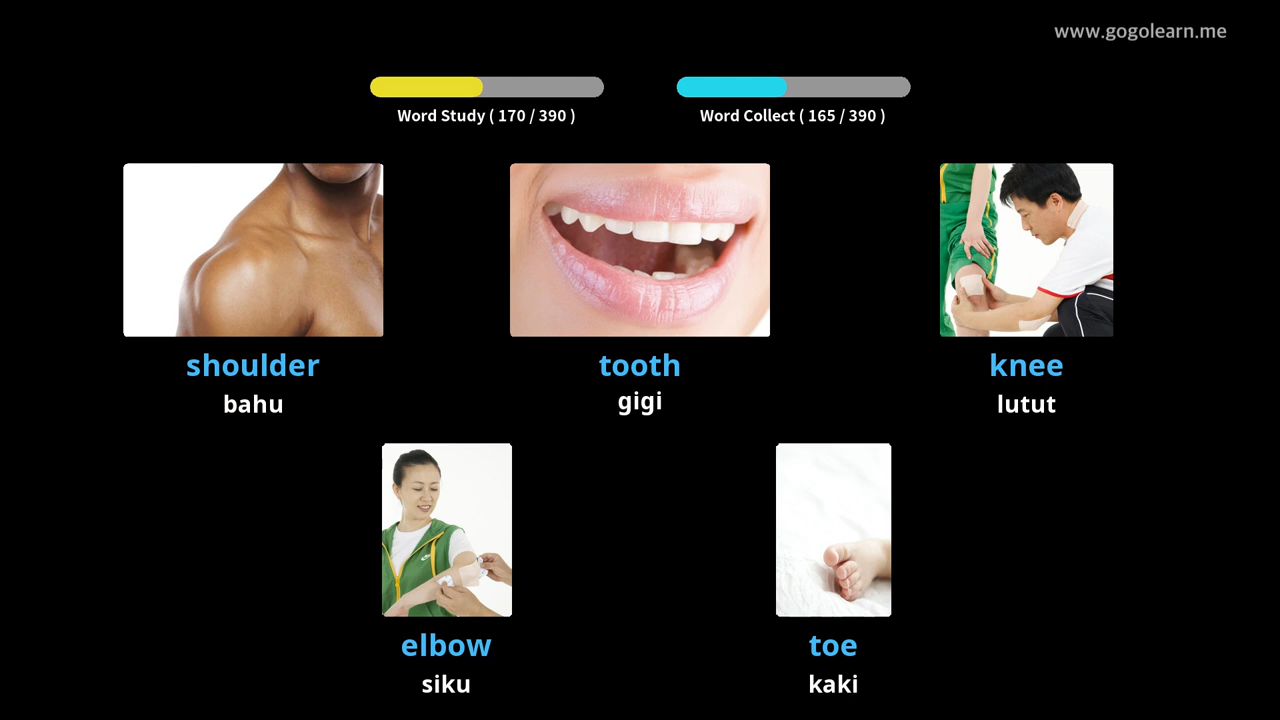 www.gogolearn.me
Word Study ( 170 / 390 )
Word Collect ( 165 / 390 )
shoulder
bahu
tooth
gigi
knee
lutut
elbow
siku
toe
kaki